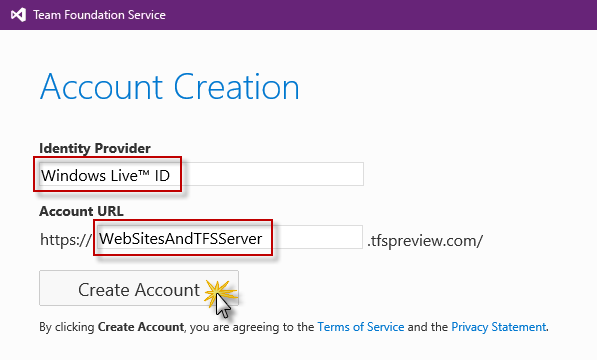 Team Foundation Service
Account Creation
Identity Provider
Windows Live™ ID
Account URL
https:// WebSitesAndTFSServer .tfspreview.com/
Create Account
By clicking Create Account, you are agreeing to the Terms of Service and the Privacy Statement.